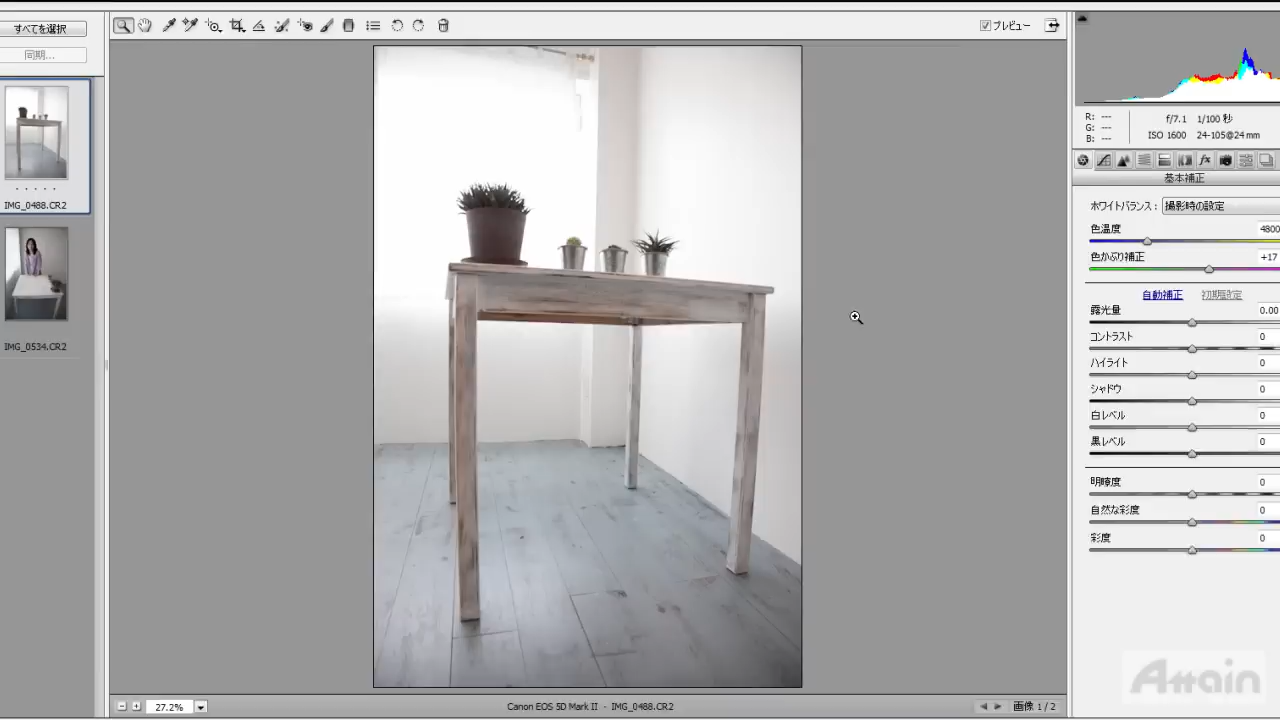 すべてを選択
同期...
IMG_0488.CR2
IMG_0534.CR2
プレビュー
R: ---
G: ---
B: ---
f/7.1 1/100 秒
ISO 1600 24-105@24 mm
fx
基本補正
ホワイトバランス : 撮影時の設定
色温度 4800
色かぶり補正 +17
自動補正 初期設定
露光量 0.00
コントラスト 0
ハイライト 0
シャドウ 0
白レベル 0
黒レベル 0
明瞭度 0
自然な彩度 0
彩度 0
Attain
27.2%
Canon EOS 5D Mark II - IMG_0488.CR2
画像 1 / 2